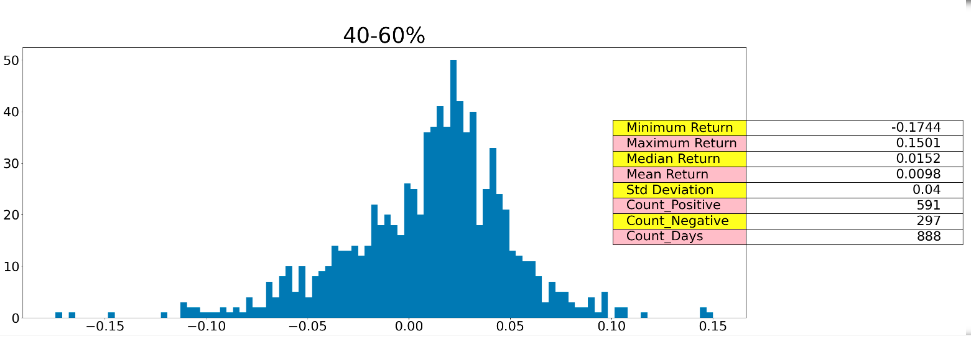 40-60%
50
40
30
20
10
0
−0.15
−0.10
−0.05
0.00
0.05
0.10
0.15
Minimum Return -0.1744
Maximum Return 0.1501
Median Return 0.0152
Mean Return 0.0098
Std Deviation 0.04
Count_Positive 591
Count_Negative 297
Count_Days 888